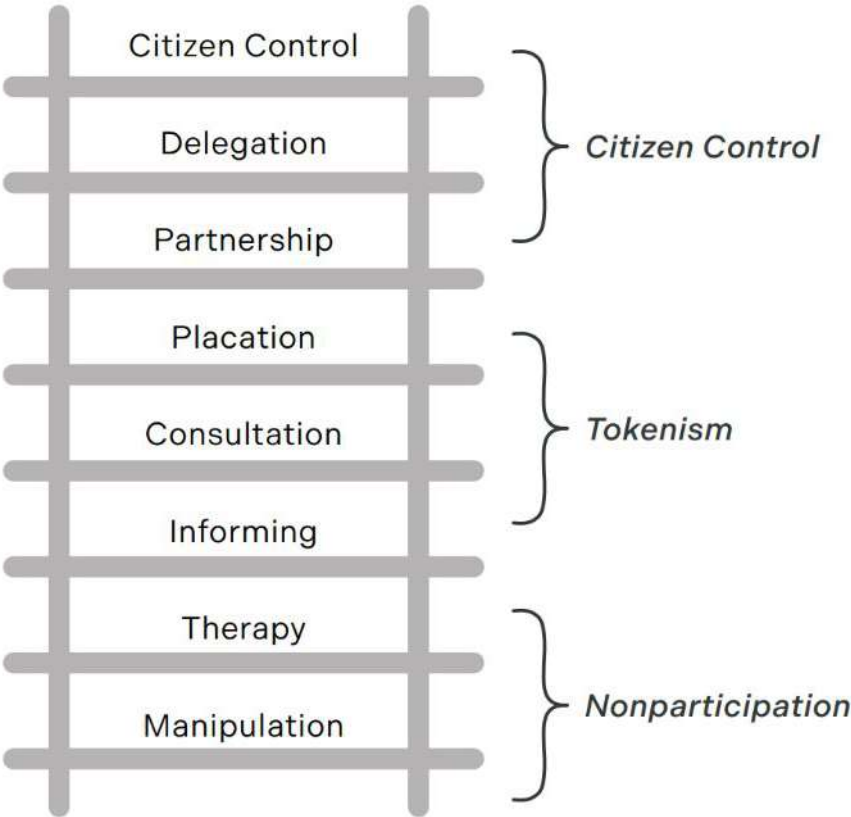 Citizen Control
Delegation
Citizen Control
Partnership
Placation
Consultation
Tokenism
Informing
Therapy
Manipulation
Nonparticipation